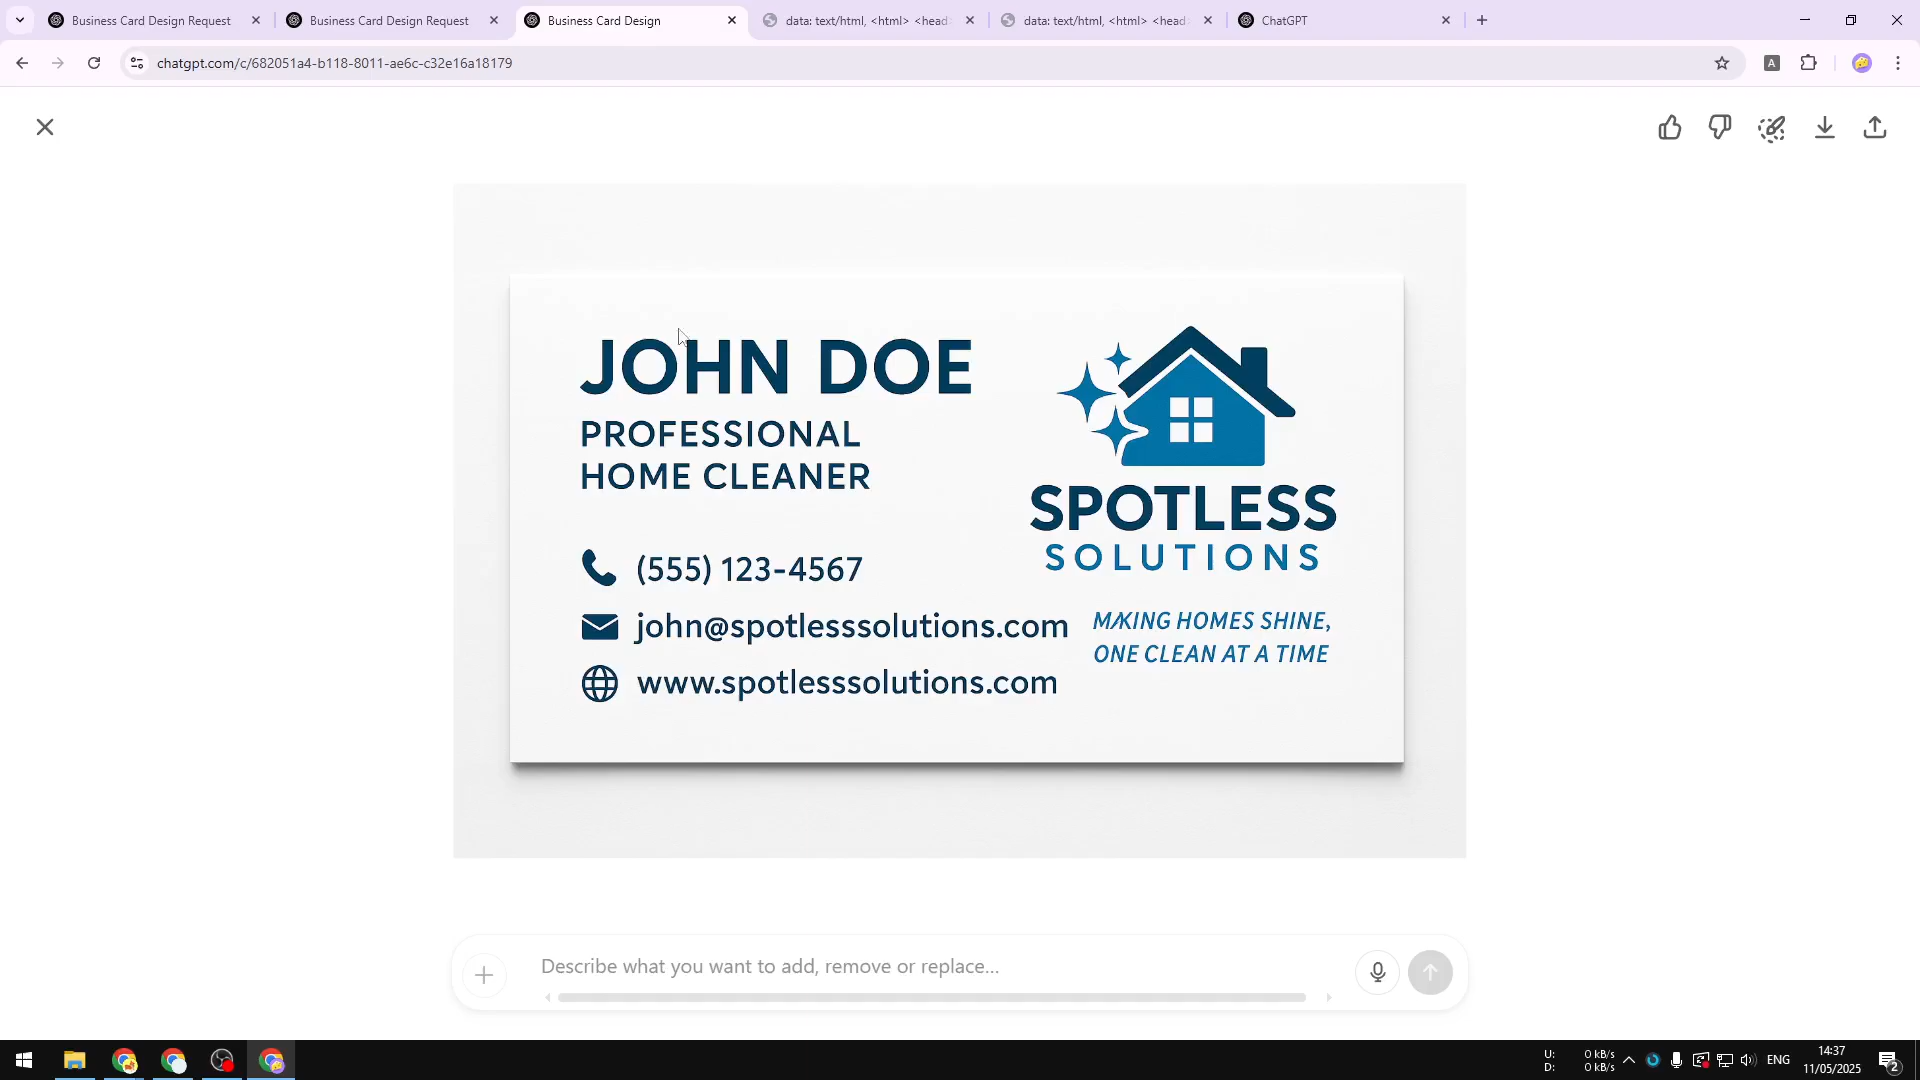 Business Card Design Request
Business Card Design Request
Business Card Design
data: text/html, <html> <head>
data: text/html, <html> <head>
ChatGPT
chatgpt.com/c/682051a4-b118-8011-ae6c-c32e16a18179
A
JOHN DOE
PROFESSIONAL
HOME CLEANER
(555) 123-4567
john@spotlesssolutions.com
www.spotlesssolutions.com
SPOTLESS
SOLUTIONS
MAKING HOMES SHINE,
ONE CLEAN AT A TIME
Describe what you want to add, remove or replace...
U: 0 kB/s
D: 0 kB/s
ENG
14:37
11/05/2025
2